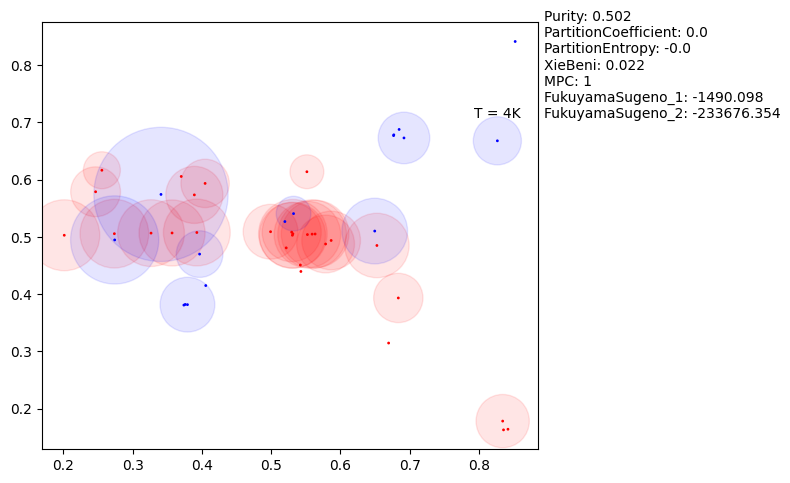 Purity: 0.502
PartitionCoefficient: 0.0
PartitionEntropy: -0.0
XieBeni: 0.022
MPC: 1
FukuyamaSugeno_1: -1490.098
FukuyamaSugeno_2: -233676.354
T = 4K
0.8
0.7
0.6
0.5
0.4
0.3
0.2
0.2 0.3 0.4 0.5 0.6 0.7 0.8